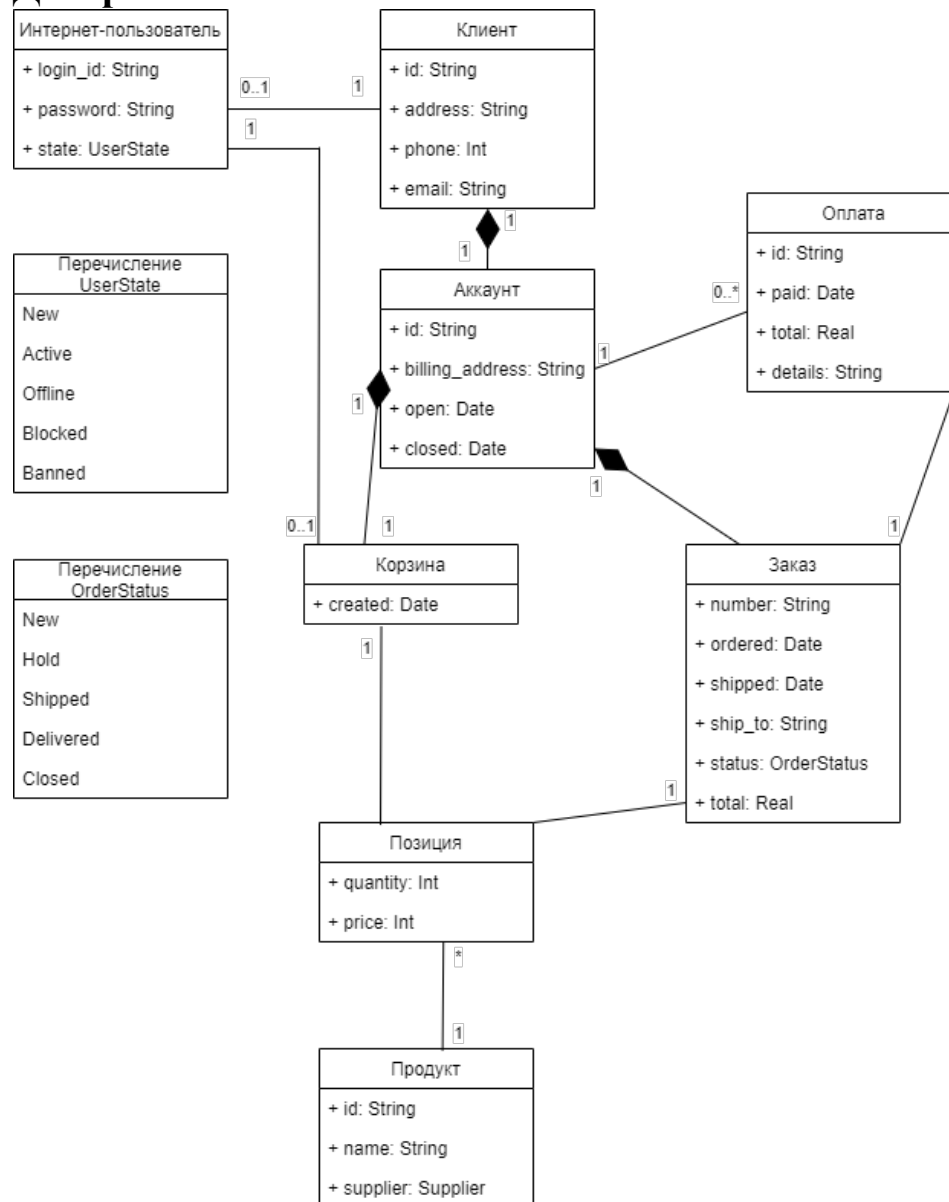 Интернет-пользователь
+ login_id: String
+ password: String
+ state: UserState
0..1
1
1
Клиент
+ id: String
+ address: String
+ phone: Int
+ email: String
1
1
Оплата
+ id: String
+ paid: Date
+ total: Real
+ details: String
0..*
1
Перечисление
UserState
New
Active
Offline
Blocked
Banned
Аккаунт
+ id: String
+ billing_address: String
+ open: Date
+ closed: Date
1
1
1
0..1
1
Перечисление
OrderStatus
New
Hold
Shipped
Delivered
Closed
Корзина
+ created: Date
1
Заказ
+ number: String
+ ordered: Date
+ shipped: Date
+ ship_to: String
+ status: OrderStatus
+ total: Real
1
Позиция
+ quantity: Int
+ price: Int
*
1
Продукт
+ id: String
+ name: String
+ supplier: Supplier